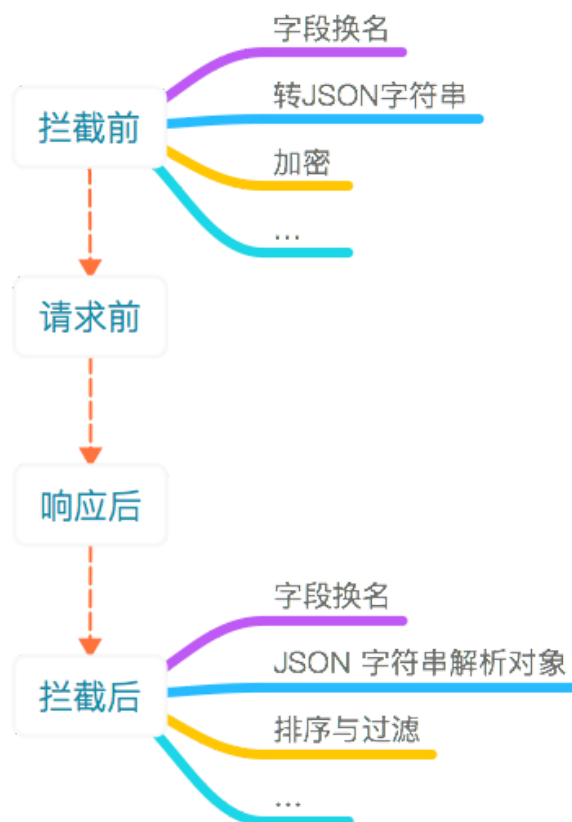 字段换名
转JSON字符串
拦截前
加密
...
请求前
响应后
字段换名
JSON 字符串解析对象
拦截后
排序与过滤
...